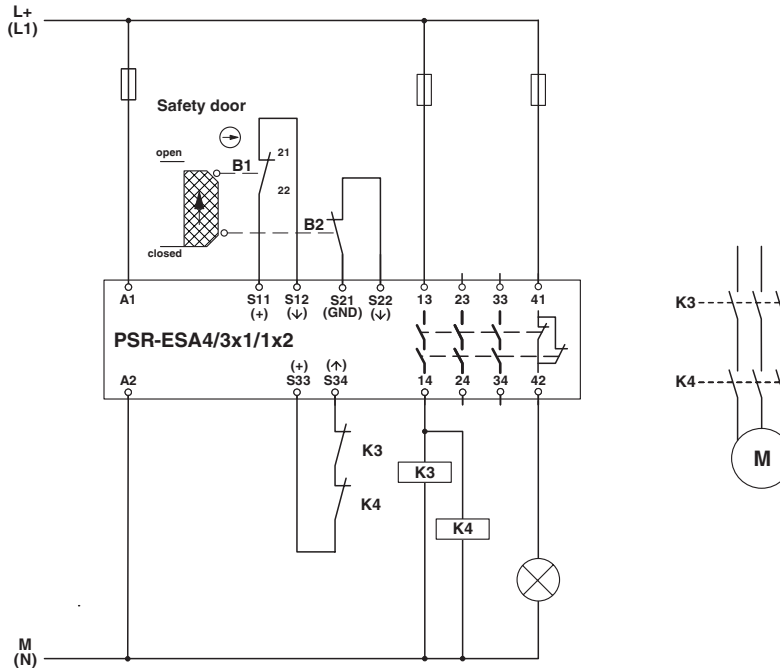 L+
(L1)
Safety door
open
B1
21
22
B2
closed
A1
S11
(+)
S12
(↓)
S21
(GND)
S22
(↓)
13
23
33
41
PSR-ESA4/3x1/1x2
A2
(+)
S33
(↑)
S34
14
24
34
42
K3
K4
K3
K4
K3
K4
M
M
(N)